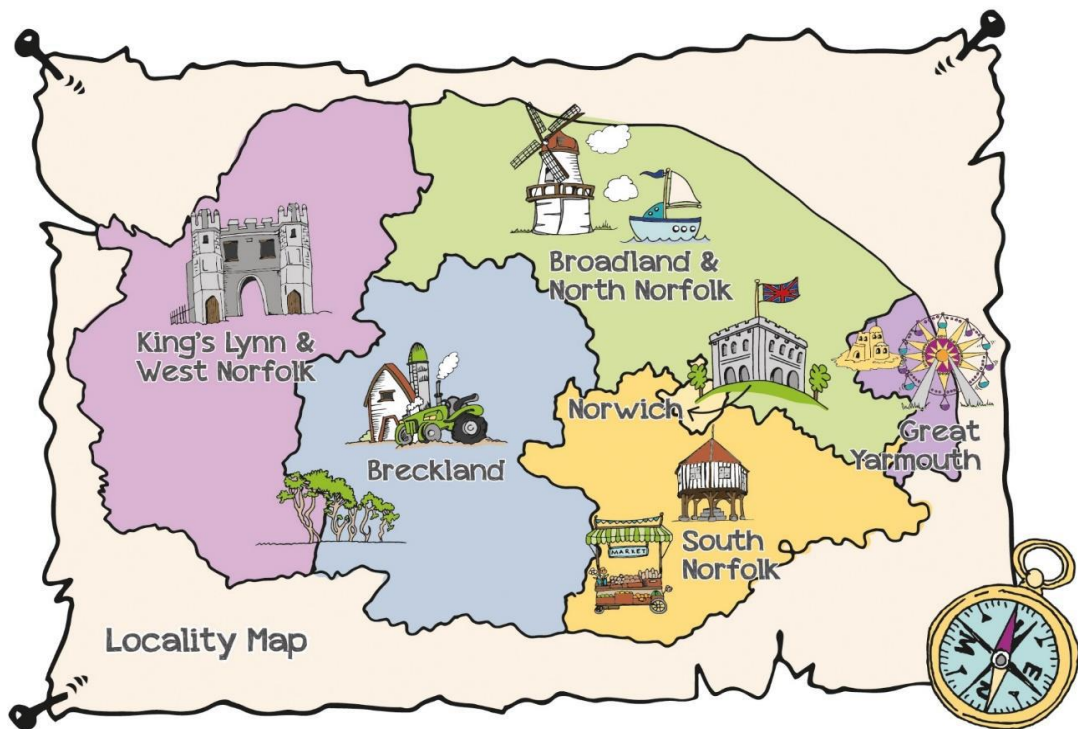 Broadland &
North Norfolk
King's Lynn &
West Norfolk
Norwich
Great
Yarmouth
Breckland
MARKET
South
Norfolk
Locality Map